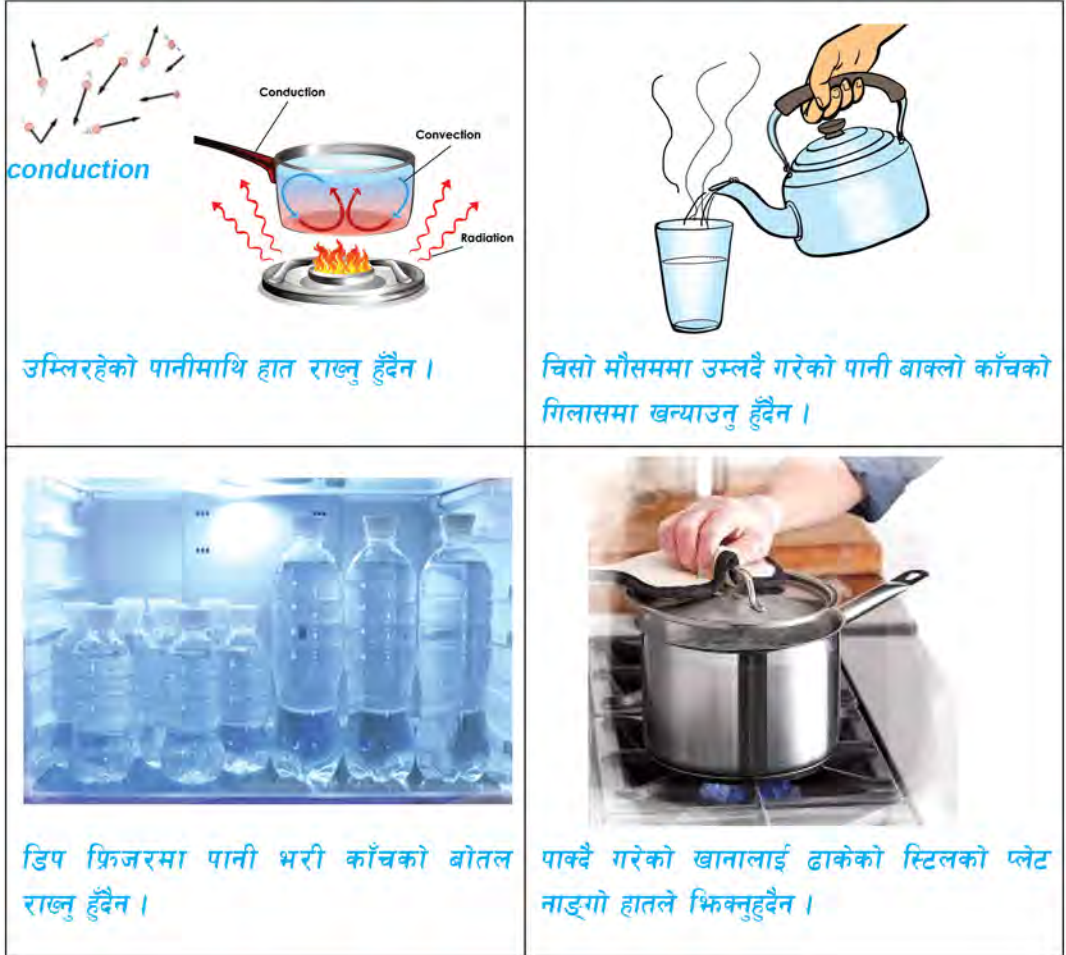 Conduction
Convection
conduction
Radiation
उम्लिरहेको पानीमाथि हात राख्नु हुँदैन ।
चिसो मौसममा उम्लदै गरेको पानी बाक्लो काँचको
गिलासमा खन्याउनु हुँदैन ।
डिप फ्रिजरमा पानी भरी काँचको बोतल
राख्नु हुँदैन ।
पाक्दै गरेको खानालाई ढाकेको स्टिलको प्लेट
नाङ्गो हातले झिक्नुहुदैन ।